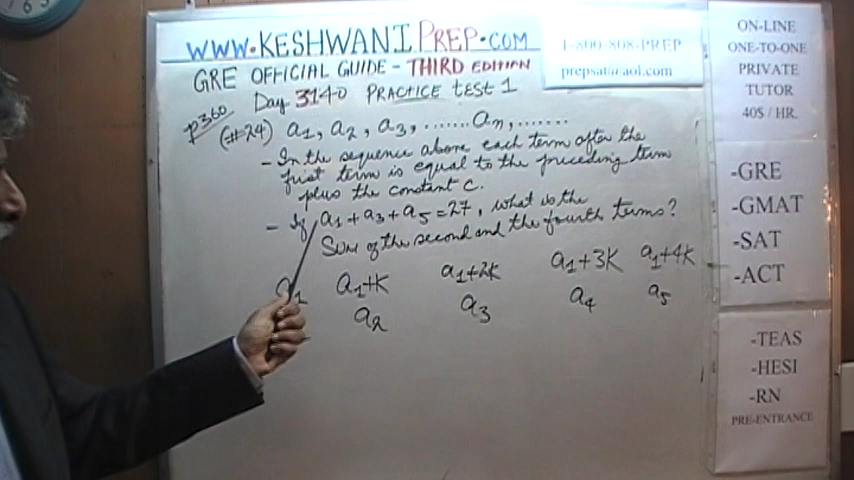 WWW.KESHWANIPREP.COM
1-800-808-PREP
prepsat@aol.com
GRE OFFICIAL GUIDE - THIRD EDITION
Day 3140 PRACTICE test 1
p360
(#24) a1, a2, a3, ....... an, .......
- In the sequence above each term after the
first term is equal to the preceding term
plus the constant C.
- If a1 + a3 + a5 = 27, what is the
Sum of the second and the fourth terms?
a1 a1+K a1+2K a1+3K a1+4K
a2 a3 a4 a5
ON-LINE
ONE-TO-ONE
PRIVATE
TUTOR
40$ / HR.
-GRE
-GMAT
-SAT
-ACT
-TEAS
-HESI
-RN
PRE-ENTRANCE